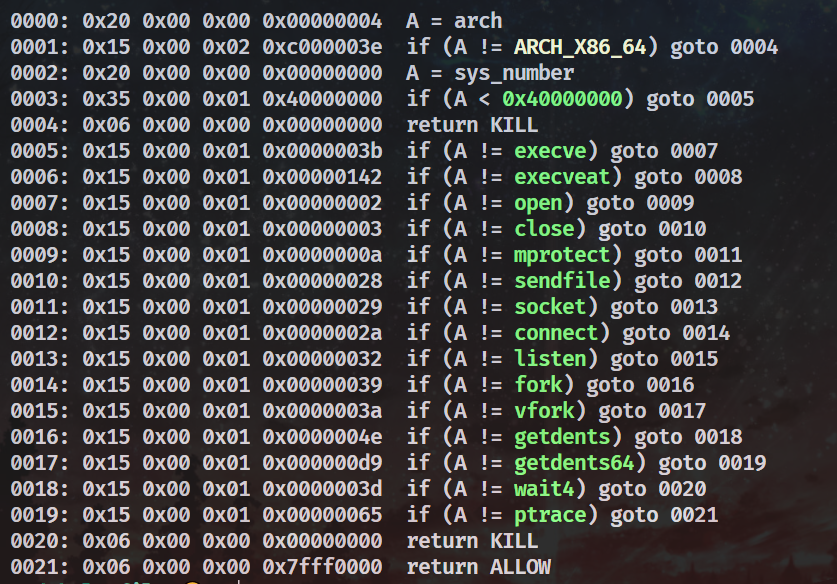 0000: 0x20 0x00 0x00 0x00000004 A = arch
0001: 0x15 0x00 0x02 0xc000003e if (A != ARCH_X86_64) goto 0004
0002: 0x20 0x00 0x00 0x00000000 A = sys_number
0003: 0x35 0x00 0x01 0x40000000 if (A < 0x40000000) goto 0005
0004: 0x06 0x00 0x00 0x00000000 return KILL
0005: 0x15 0x00 0x01 0x0000003b if (A != execve) goto 0007
0006: 0x15 0x00 0x01 0x00000142 if (A != execveat) goto 0008
0007: 0x15 0x00 0x01 0x00000002 if (A != open) goto 0009
0008: 0x15 0x00 0x01 0x00000003 if (A != close) goto 0010
0009: 0x15 0x00 0x01 0x0000000a if (A != mprotect) goto 0011
0010: 0x15 0x00 0x01 0x00000028 if (A != sendfile) goto 0012
0011: 0x15 0x00 0x01 0x00000029 if (A != socket) goto 0013
0012: 0x15 0x00 0x01 0x0000002a if (A != connect) goto 0014
0013: 0x15 0x00 0x01 0x00000032 if (A != listen) goto 0015
0014: 0x15 0x00 0x01 0x00000039 if (A != fork) goto 0016
0015: 0x15 0x00 0x01 0x0000003a if (A != vfork) goto 0017
0016: 0x15 0x00 0x01 0x0000004e if (A != getdents) goto 0018
0017: 0x15 0x00 0x01 0x000000d9 if (A != getdents64) goto 0019
0018: 0x15 0x00 0x01 0x0000003d if (A != wait4) goto 0020
0019: 0x15 0x00 0x01 0x00000065 if (A != ptrace) goto 0021
0020: 0x06 0x00 0x00 0x00000000 return KILL
0021: 0x06 0x00 0x00 0x7fff0000 return ALLOW